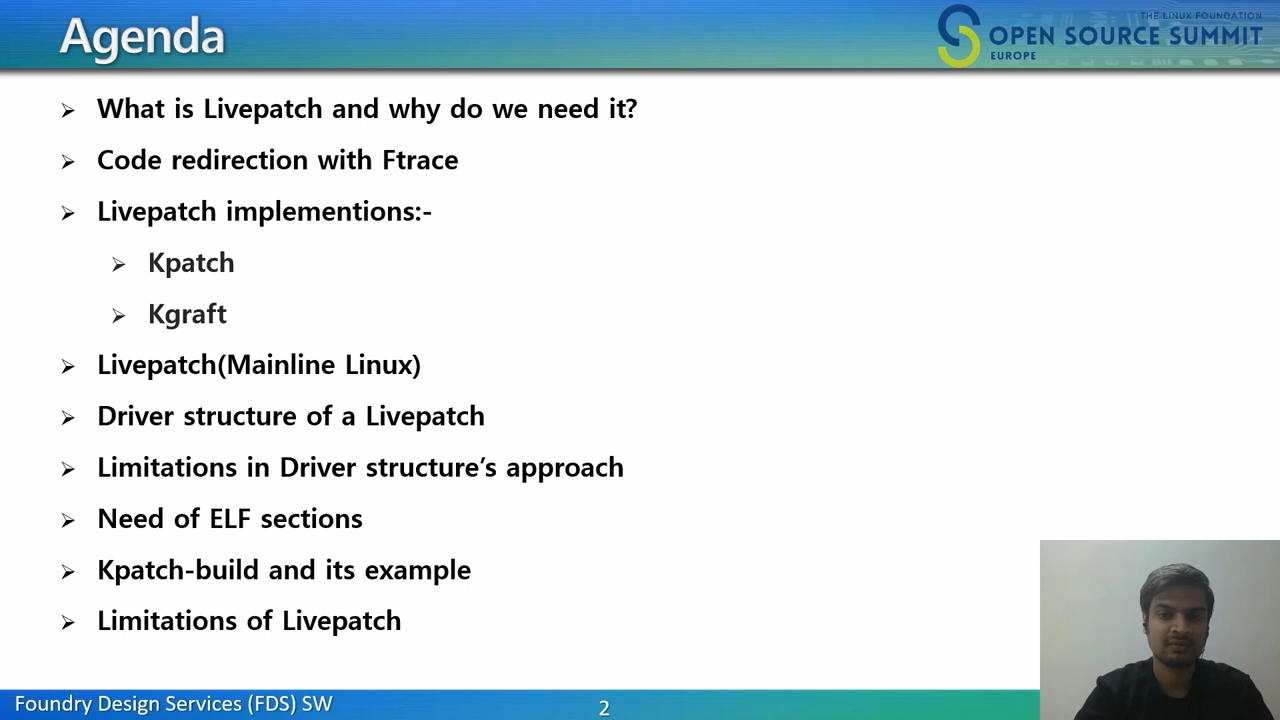 Agenda
THE LINUX FOUNDATION
OPEN SOURCE SUMMIT
EUROPE
What is Livepatch and why do we need it?
Code redirection with Ftrace
Livepatch implementions:-
Kpatch
Kgraft
Livepatch(Mainline Linux)
Driver structure of a Livepatch
Limitations in Driver structure’s approach
Need of ELF sections
Kpatch-build and its example
Limitations of Livepatch
Foundry Design Services (FDS) SW
2